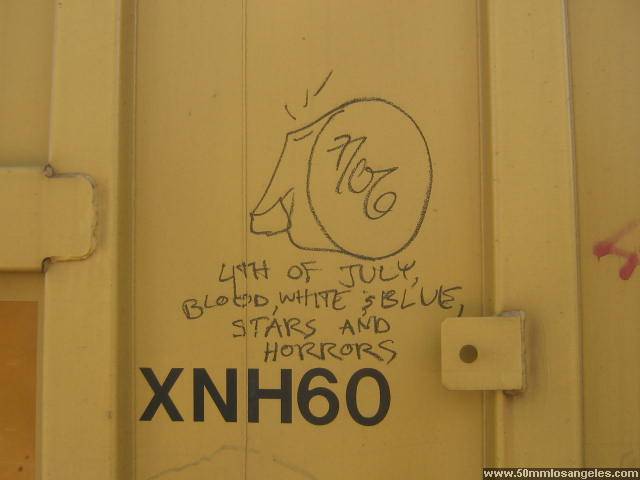 7/06
4TH OF JULY,
BLOOD, WHITE & BLUE,
STARS AND
HORRORS
XNH60
www.50mmlosangeles.com